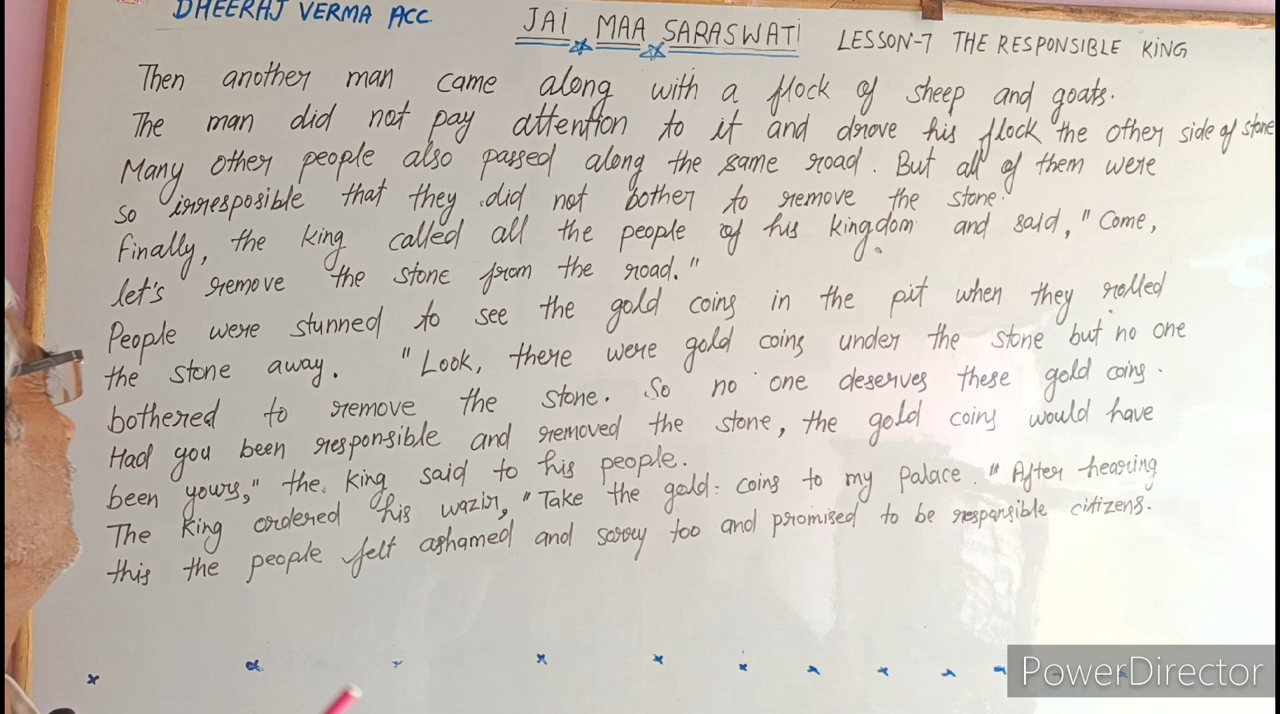 DHEERAJ VERMA ACC.
JAI MAA SARASWATI
LESSON-7 THE RESPONSIBLE KING
Then another man came along with a flock of sheep and goats.
The man did not pay attention to it and drove his flock the other side of stone
Many other people also passed along the same road. But all of them were
so irresposible that they did not bother to remove the stone.
Finally, the king called all the people of his kingdom and said, "Come,
let's remove the stone from the road."
People were stunned to see the gold coins in the pit when they rolled
the stone away. "Look, there were gold coins under the stone but no one
bothered to remove the stone. So no one deserves these gold coins.
Had you been responsible and removed the stone, the gold coins would have
been yours," the king said to his people.
The king ordered his wazir, "Take the gold coins to my palace." After hearing
this the people felt ashamed and sorry too and promised to be responsible citizens.
PowerDirector